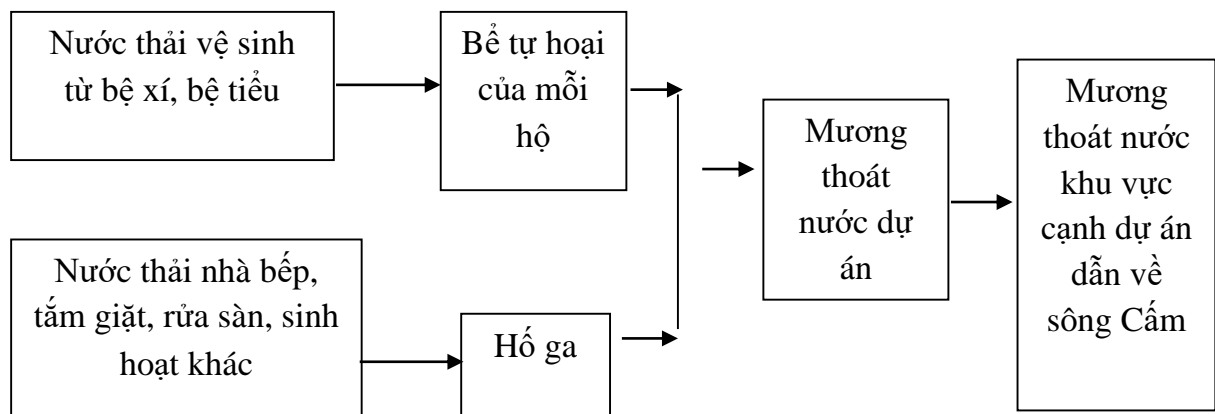 Nước thải vệ sinh
từ bệ xí, bệ tiểu
Bể tự hoại
của mỗi
hộ
Nước thải nhà bếp,
tắm giặt, rửa sàn, sinh
hoạt khác
Hố ga
Mương
thoát
nước dự
án
Mương
thoát nước
khu vực
cạnh dự án
dẫn về
sông Cấm